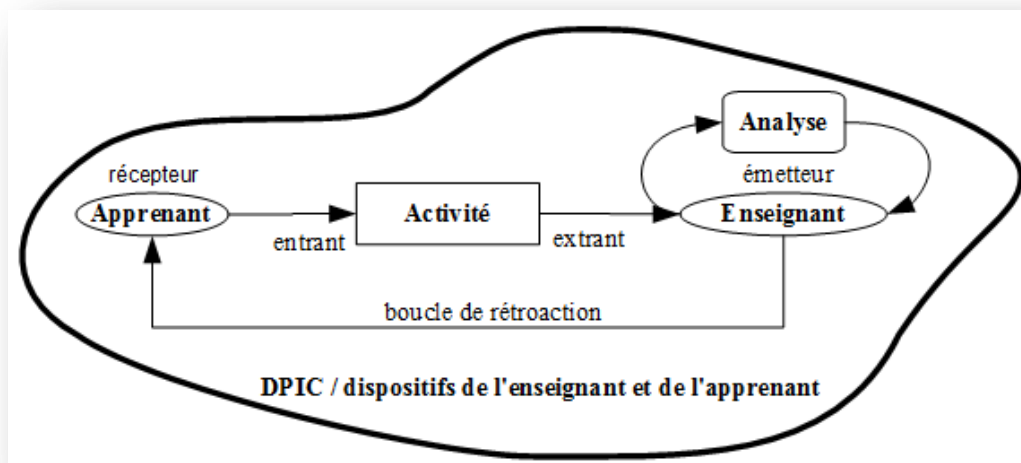 Analyse
récepteur
émetteur
Apprenant
Activité
Enseignant
entrant
extrant
boucle de rétroaction
DPIC / dispositifs de l'enseignant et de l'apprenant